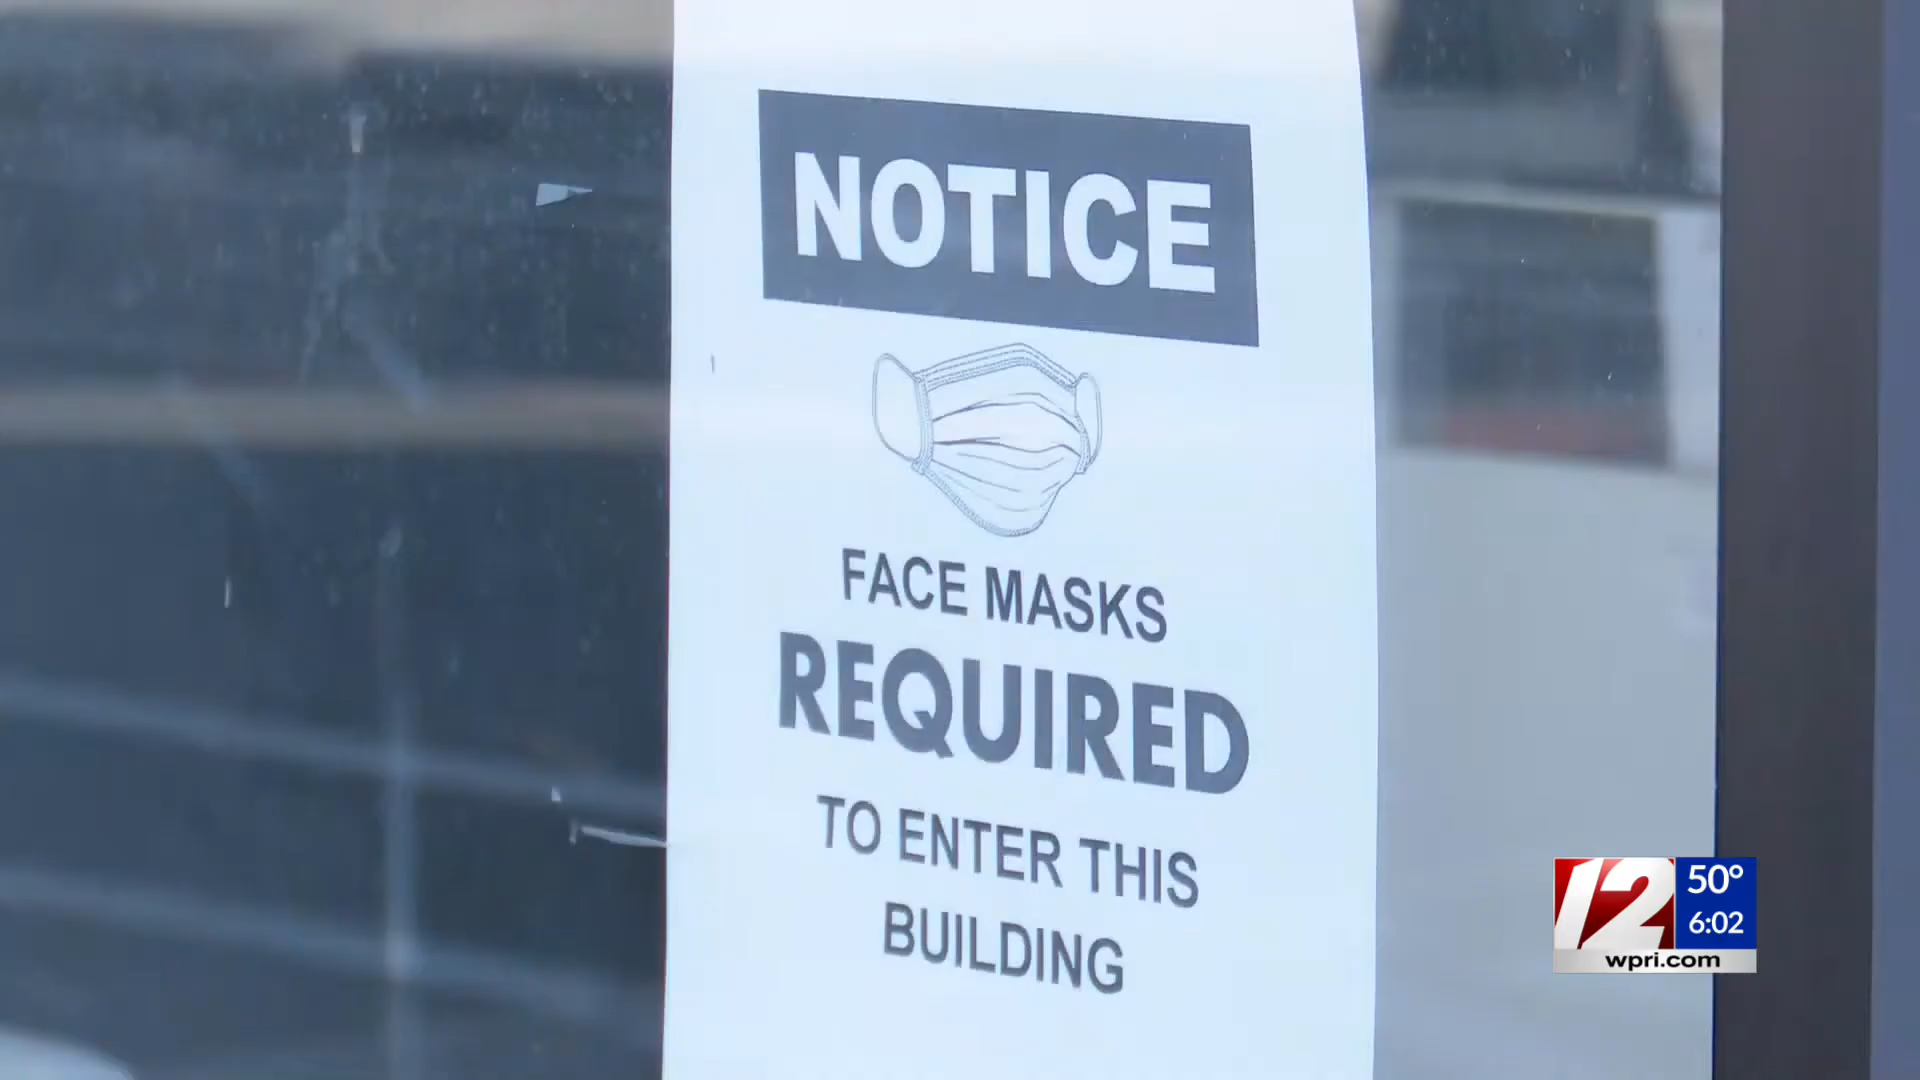 NOTICE
FACE MASKS
REQUIRED
TO ENTER THIS
BUILDING
12
50°
6:02
wpri.com